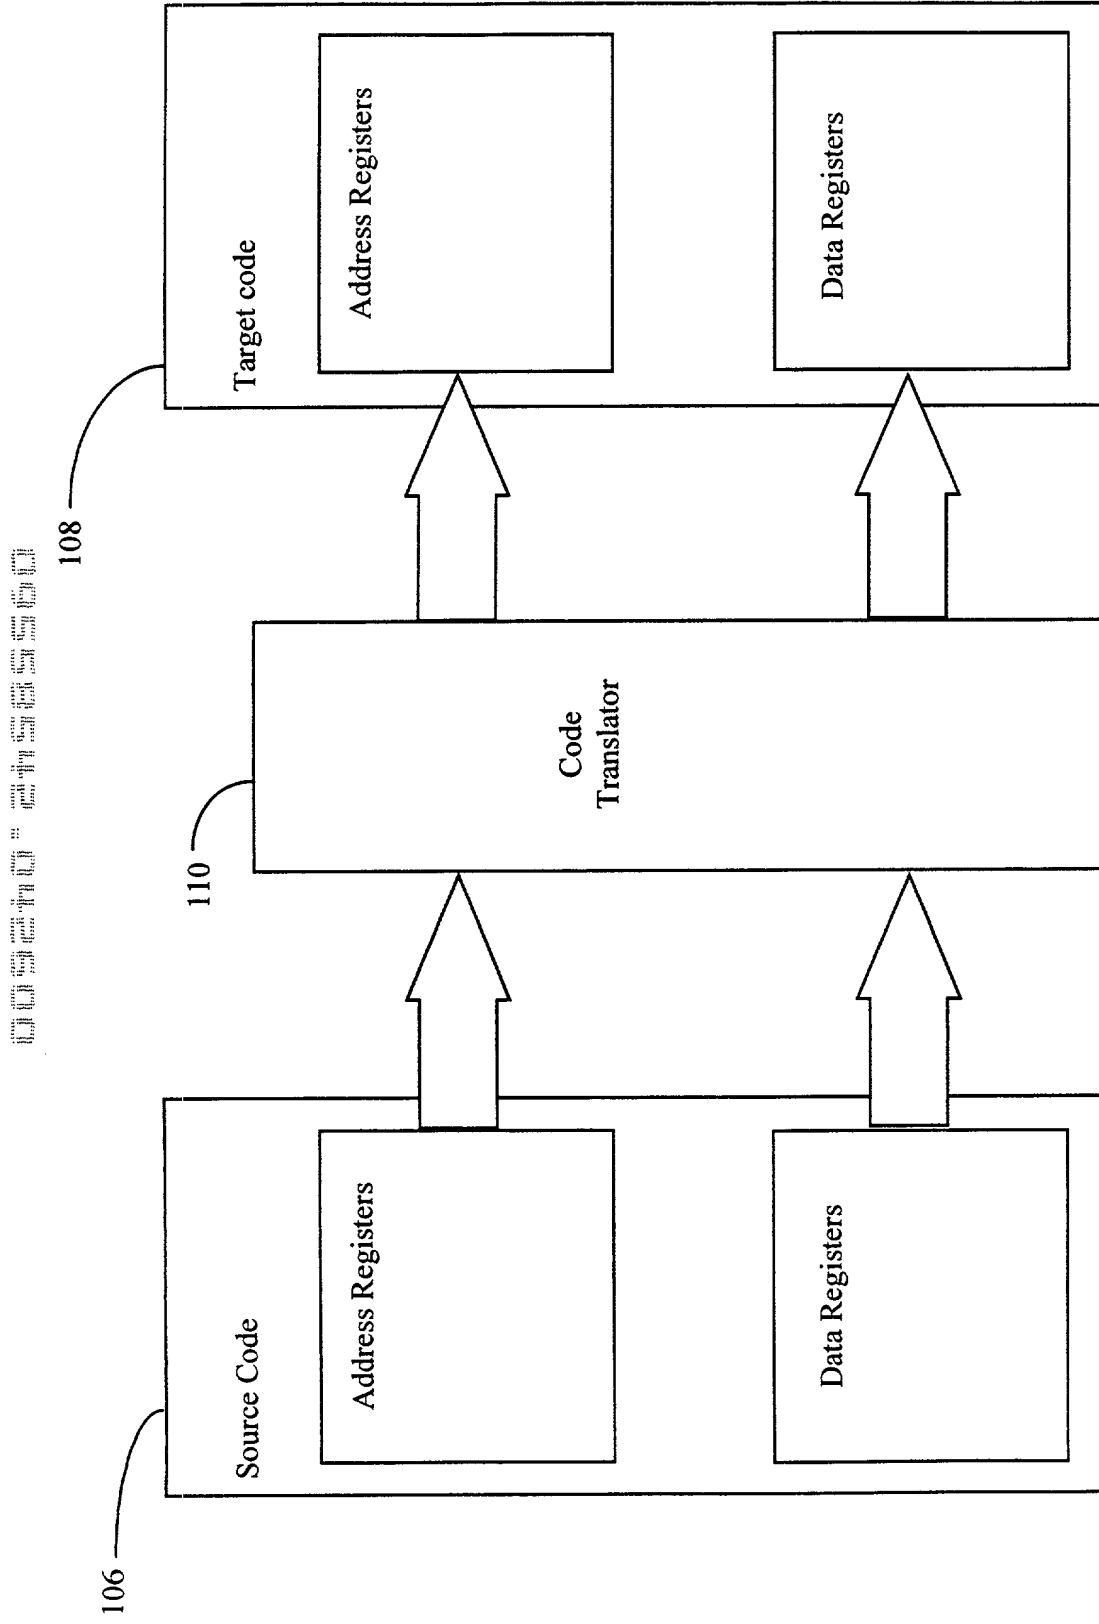 106
Source Code
Address Registers
Data Registers
110
Code
Translator
108
Target code
Address Registers
Data Registers